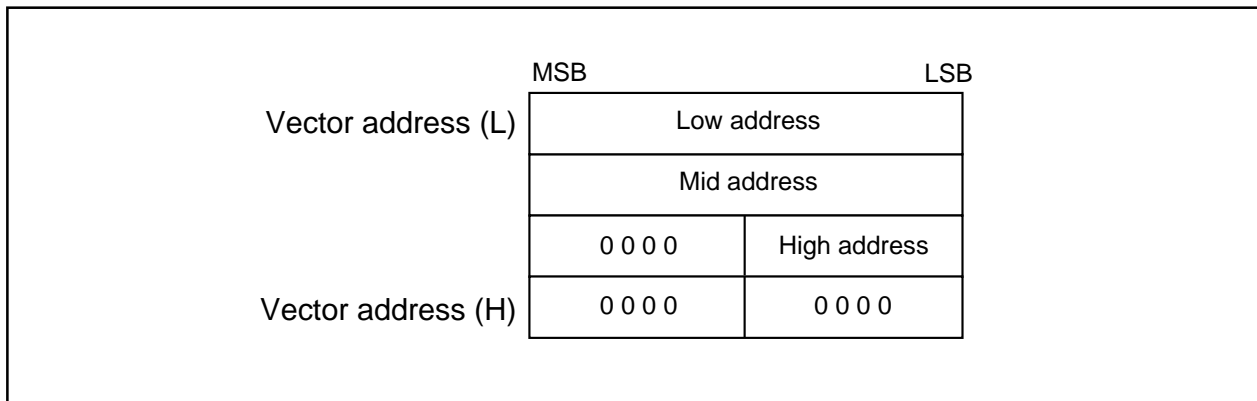 MSB LSB
Vector address (L) Low address
Mid address
0 0 0 0 High address
Vector address (H) 0 0 0 0 0 0 0 0